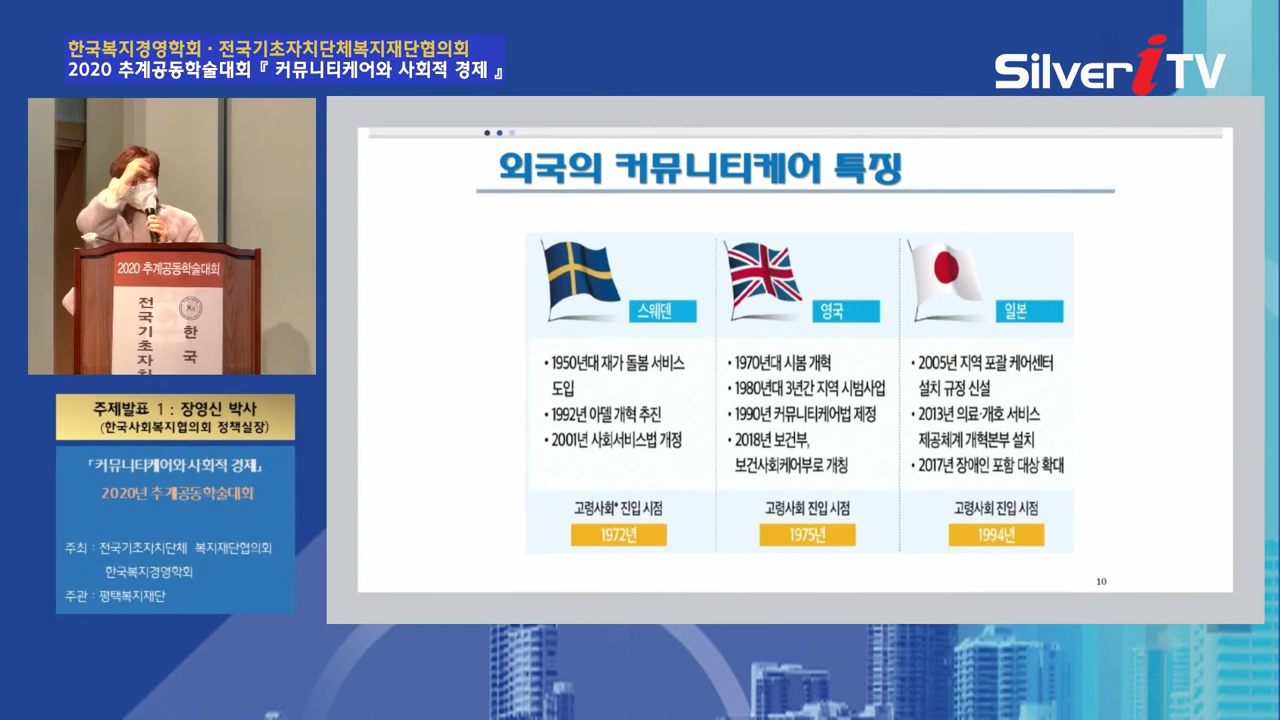 한국복지경영학회 · 전국기초자치단체복지재단협의회
2020 추계공동학술대회 『 커뮤니티케어와 사회적 경제 』
Silver i TV
2020 추계공동학술대회
전국기초자치
한국
주제발표 1 : 장영신 박사
(한국사회복지협의회 정책실장)
「커뮤니티케어와 사회적 경제」
2020년 추계공동학술대회
주최 : 전국기초자치단체 복지재단협의회
한국복지경영학회
주관 : 평택복지재단
외국의 커뮤니티케어 특징
스웨덴
• 1950년대 재가 돌봄 서비스
도입
• 1992년 아델 개혁 추진
• 2001년 사회서비스법 개정
고령사회* 진입 시점
1972년
영국
• 1970년대 시봄 개혁
• 1980년대 3년간 지역 시범사업
• 1990년 커뮤니티케어법 제정
• 2018년 보건부,
보건사회케어부로 개칭
고령사회 진입 시점
1975년
일본
• 2005년 지역 포괄 케어센터
설치 규정 신설
• 2013년 의료·개호 서비스
제공체계 개혁본부 설치
• 2017년 장애인 포함 대상 확대
고령사회 진입 시점
1994년
10